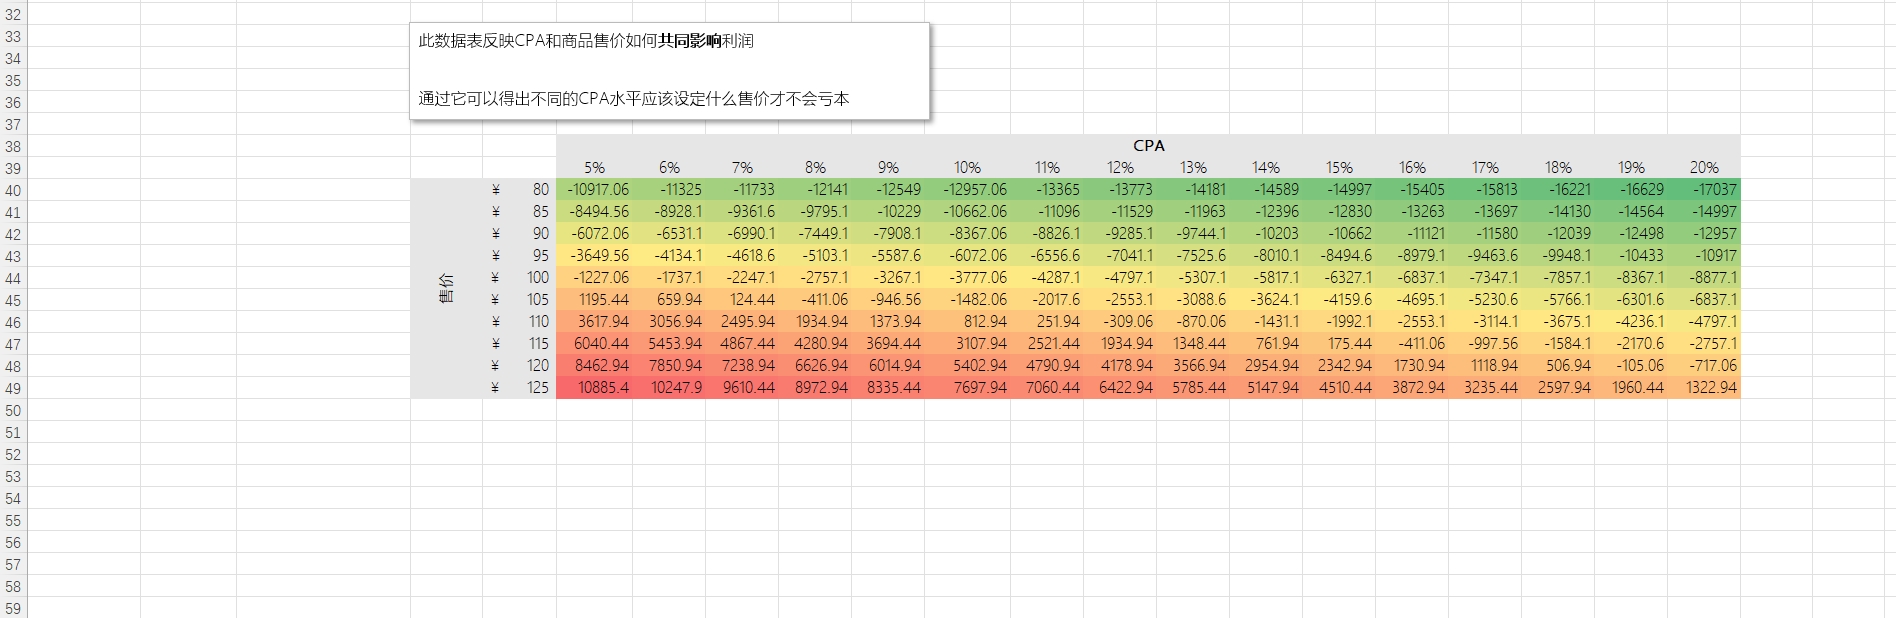 32
33
此数据表反映CPA和商品售价如何共同影响利润
34
35
36
通过它可以得出不同的CPA水平应该设定什么售价才不会亏本
37
38 CPA
39 5% 6% 7% 8% 9% 10% 11% 12% 13% 14% 15% 16% 17% 18% 19% 20%
40 ¥ 80 -10917.06 -11325 -11733 -12141 -12549 -12957.06 -13365 -13773 -14181 -14589 -14997 -15405 -15813 -16221 -16629 -17037
41 ¥ 85 -8494.56 -8928.1 -9361.6 -9795.1 -10229 -10662.06 -11096 -11529 -11963 -12396 -12830 -13263 -13697 -14130 -14564 -14997
42 ¥ 90 -6072.06 -6531.1 -6990.1 -7449.1 -7908.1 -8367.06 -8826.1 -9285.1 -9744.1 -10203 -10662 -11121 -11580 -12039 -12498 -12957
43 ¥ 95 -3649.56 -4134.1 -4618.6 -5103.1 -5587.6 -6072.06 -6556.6 -7041.1 -7525.6 -8010.1 -8494.6 -8979.1 -9463.6 -9948.1 -10433 -10917
44 ¥ 100 -1227.06 -1737.1 -2247.1 -2757.1 -3267.1 -3777.06 -4287.1 -4797.1 -5307.1 -5817.1 -6327.1 -6837.1 -7347.1 -7857.1 -8367.1 -8877.1
售价
45 ¥ 105 1195.44 659.94 124.44 -411.06 -946.56 -1482.06 -2017.6 -2553.1 -3088.6 -3624.1 -4159.6 -4695.1 -5230.6 -5766.1 -6301.6 -6837.1
46 ¥ 110 3617.94 3056.94 2495.94 1934.94 1373.94 812.94 251.94 -309.06 -870.06 -1431.1 -1992.1 -2553.1 -3114.1 -3675.1 -4236.1 -4797.1
47 ¥ 115 6040.44 5453.94 4867.44 4280.94 3694.44 3107.94 2521.44 1934.94 1348.44 761.94 175.44 -411.06 -997.56 -1584.1 -2170.6 -2757.1
48 ¥ 120 8462.94 7850.94 7238.94 6626.94 6014.94 5402.94 4790.94 4178.94 3566.94 2954.94 2342.94 1730.94 1118.94 506.94 -105.06 -717.06
49 ¥ 125 10885.4 10247.9 9610.44 8972.94 8335.44 7697.94 7060.44 6422.94 5785.44 5147.94 4510.44 3872.94 3235.44 2597.94 1960.44 1322.94
50
51
52
53
54
55
56
57
58
59